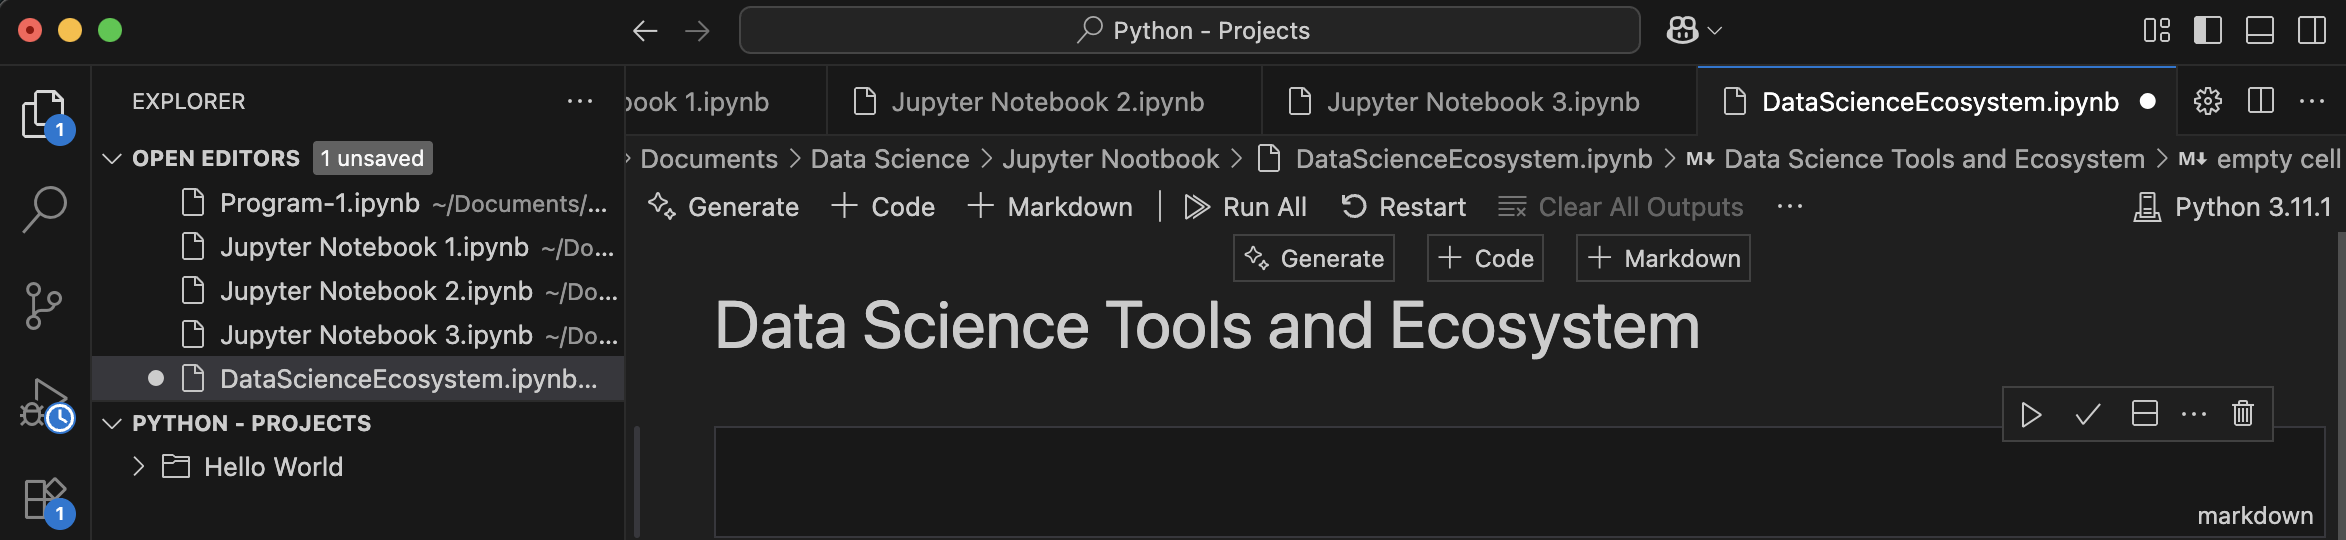 Python - Projects
EXPLORER
OPEN EDITORS 1 unsaved
Program-1.ipynb ~/Documents/...
Jupyter Notebook 1.ipynb ~/Do...
Jupyter Notebook 2.ipynb ~/Do...
Jupyter Notebook 3.ipynb ~/Do...
DataScienceEcosystem.ipynb...
PYTHON - PROJECTS
Hello World
1
1
book 1.ipynb Jupyter Notebook 2.ipynb Jupyter Notebook 3.ipynb DataScienceEcosystem.ipynb
Documents > Data Science > Jupyter Nootbook > DataScienceEcosystem.ipynb > M↓ Data Science Tools and Ecosystem > M↓ empty cell
Generate + Code + Markdown | Run All Restart Clear All Outputs ... Python 3.11.1
Generate + Code + Markdown
Data Science Tools and Ecosystem
markdown